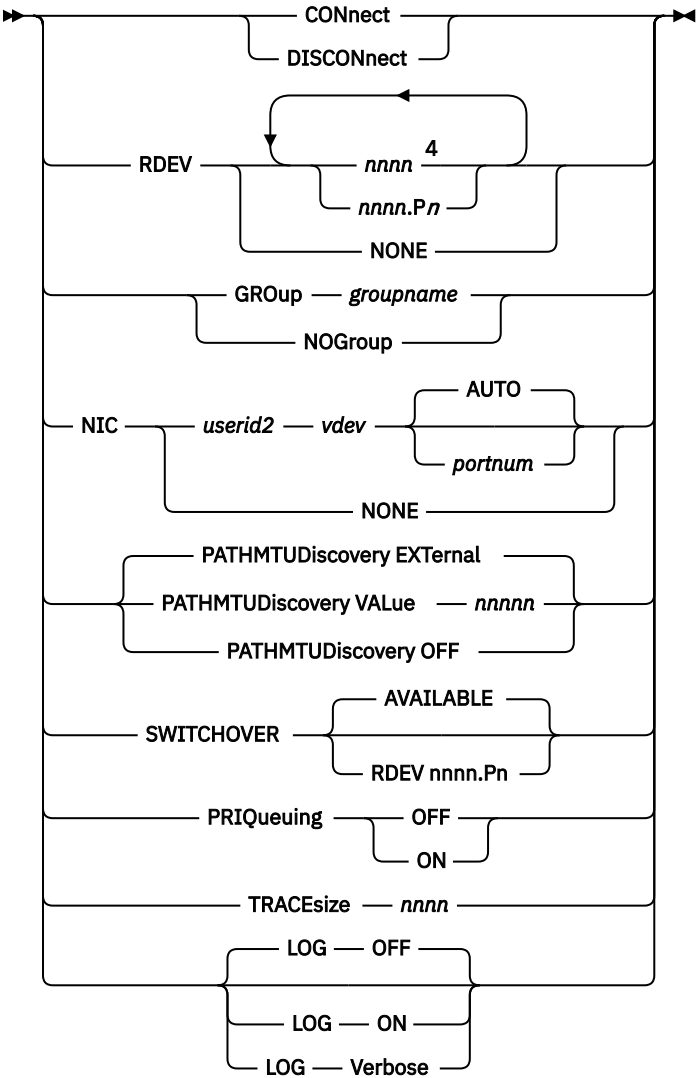 CONnect
DISCONnect
RDEV nnnn 4
nnnn.Pn
NONE
GROup groupname
NOGroup
AUTO
NIC userid2 vdev
portnum
NONE
PATHMTUDiscovery EXTernal
PATHMTUDiscovery VALue nnnnn
PATHMTUDiscovery OFF
AVAILABLE
SWITCHOVER
RDEV nnnn.Pn
PRIQueuing OFF
ON
TRACEsize nnnn
LOG OFF
LOG ON
LOG Verbose